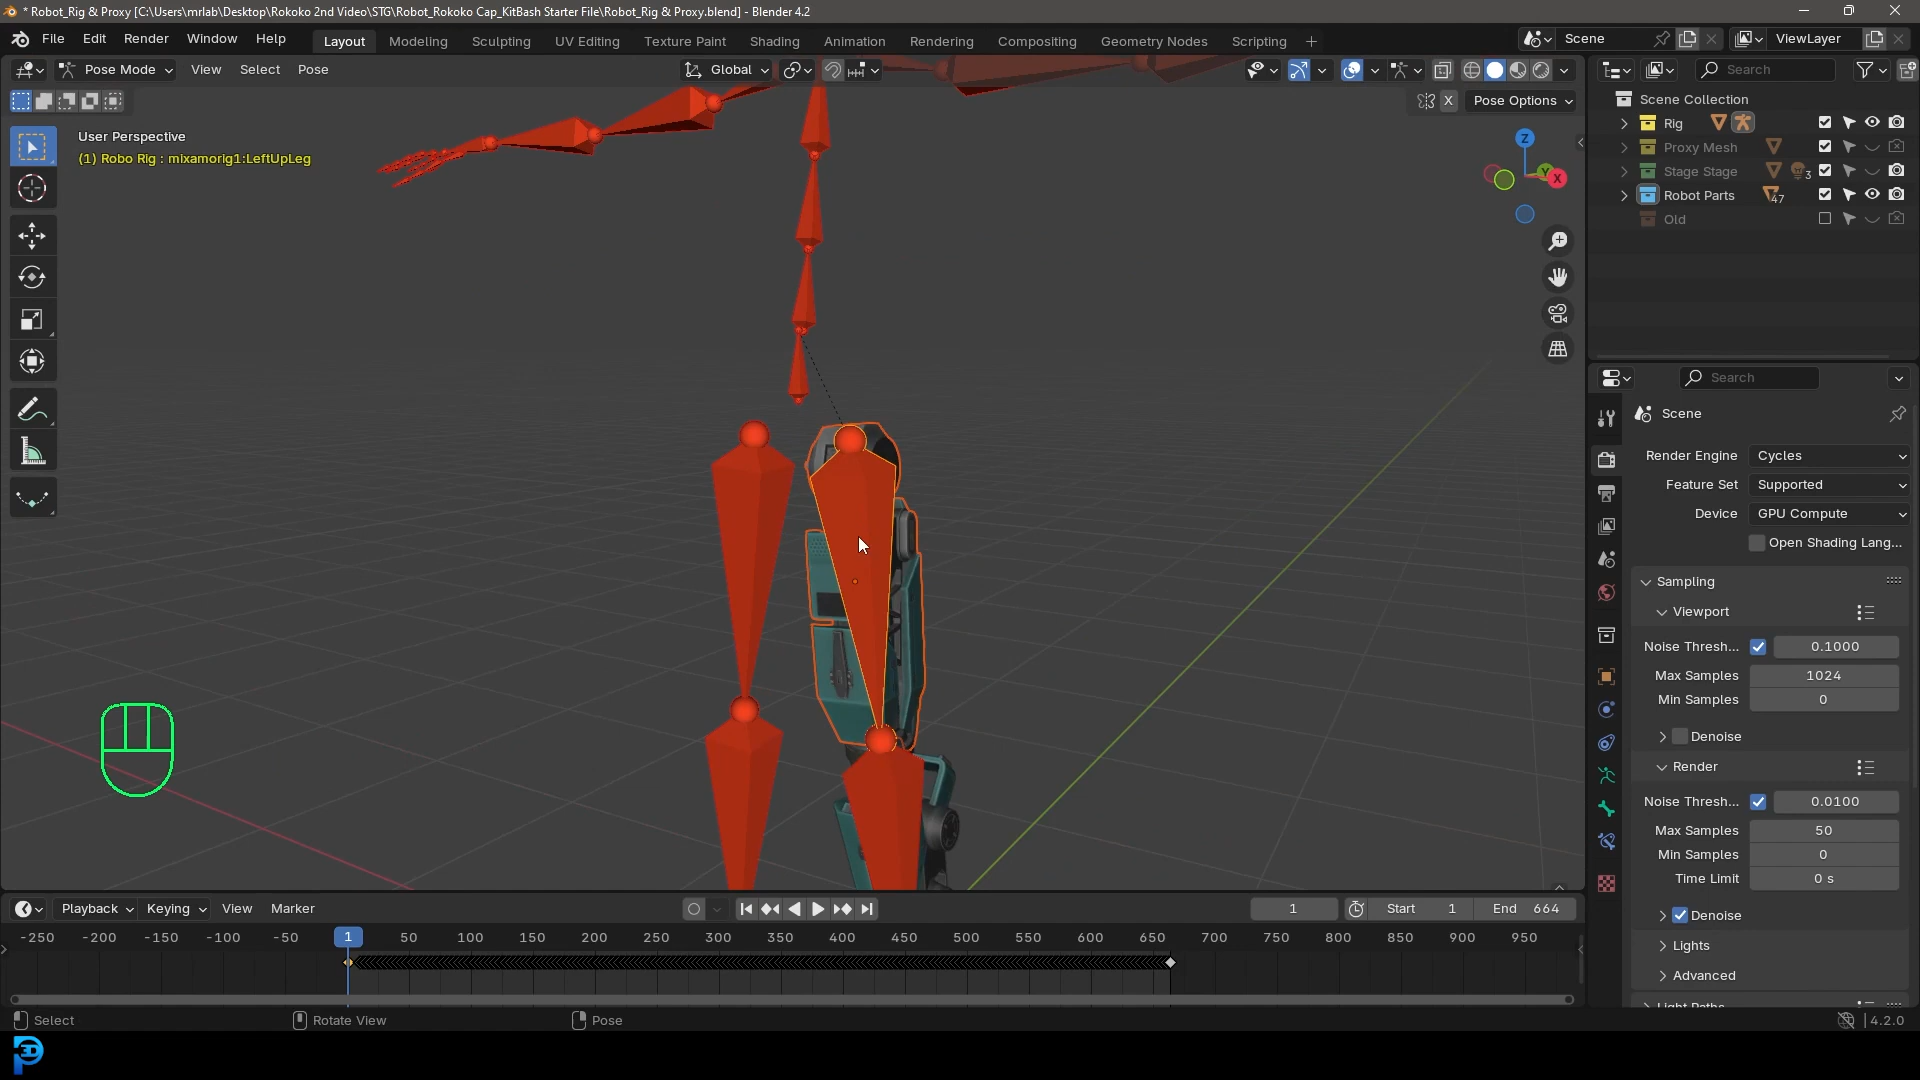 * Robot_Rig & Proxy [C:\Users\mrlab\Desktop\Rokoko 2nd Video\STG\Robot_Rokoko Cap_KitBash Starter File\Robot_Rig & Proxy.blend] - Blender 4.2
File Edit Render Window Help Layout Modeling Sculpting UV Editing Texture Paint Shading Animation Rendering Compositing Geometry Nodes Scripting + Scene ViewLayer
Pose Mode View Select Pose Global Search
X Pose Options Scene Collection
User Perspective
(1) Robo Rig : mixamorig1:LeftUpLeg
Z
Y
X
Rig
Proxy Mesh
Stage Stage 3
Robot Parts 47
Old
Search
Scene
Render Engine Cycles
Feature Set Supported
Device GPU Compute
Open Shading Lang...
Sampling
Viewport
Noise Thresh... 0.1000
Max Samples 1024
Min Samples 0
Denoise
Render
Noise Thresh... 0.0100
Max Samples 50
Min Samples 0
Time Limit 0 s
Denoise
Lights
Advanced
Light Paths
Playback Keying View Marker 1 Start 1 End 664
-250 -200 -150 -100 -50 1 50 100 150 200 250 300 350 400 450 500 550 600 650 700 750 800 850 900 950
Select Rotate View Pose 4.2.0